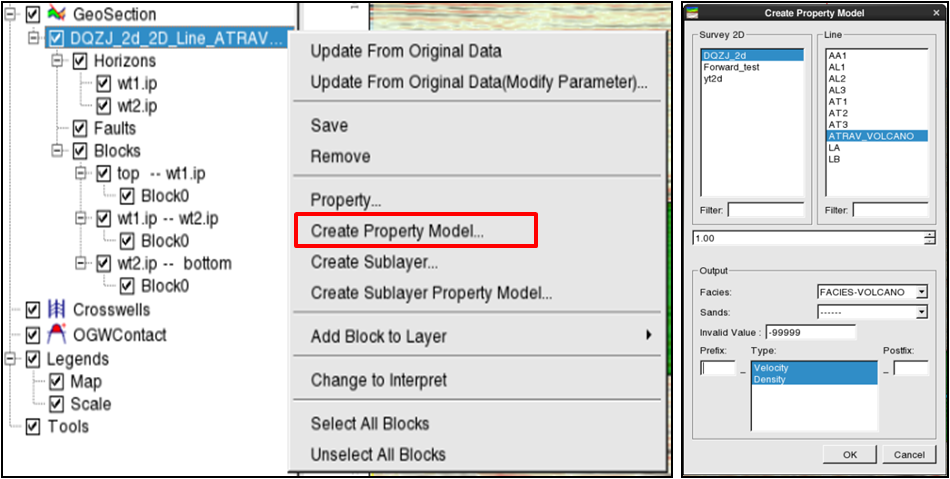 GeoSection
DQZJ_2d_2D_Line_ATRAV...
Horizons
wt1.ip
wt2.ip
Faults
Blocks
top -- wt1.ip
Block0
wt1.ip -- wt2.ip
Block0
wt2.ip -- bottom
Block0
Crosswells
OGWContact
Legends
Map
Scale
Tools
Update From Original Data
Update From Original Data(Modify Parameter)...
Save
Remove
Property...
Create Property Model...
Create Sublayer...
Create Sublayer Property Model...
Add Block to Layer
Change to Interpret
Select All Blocks
Unselect All Blocks
Create Property Model
Survey 2D
DQZJ_2d
Forward_test
yt2d
Filter:
Line
AA1
AL1
AL2
AL3
AT1
AT2
AT3
ATRAV_VOLCANO
LA
LB
Filter:
1.00
Output
Facies: FACIES-VOLCANO
Sands: ------
Invalid Value : -99999
Prefix: Type: Postfix:
_ Velocity _
Density
OK Cancel